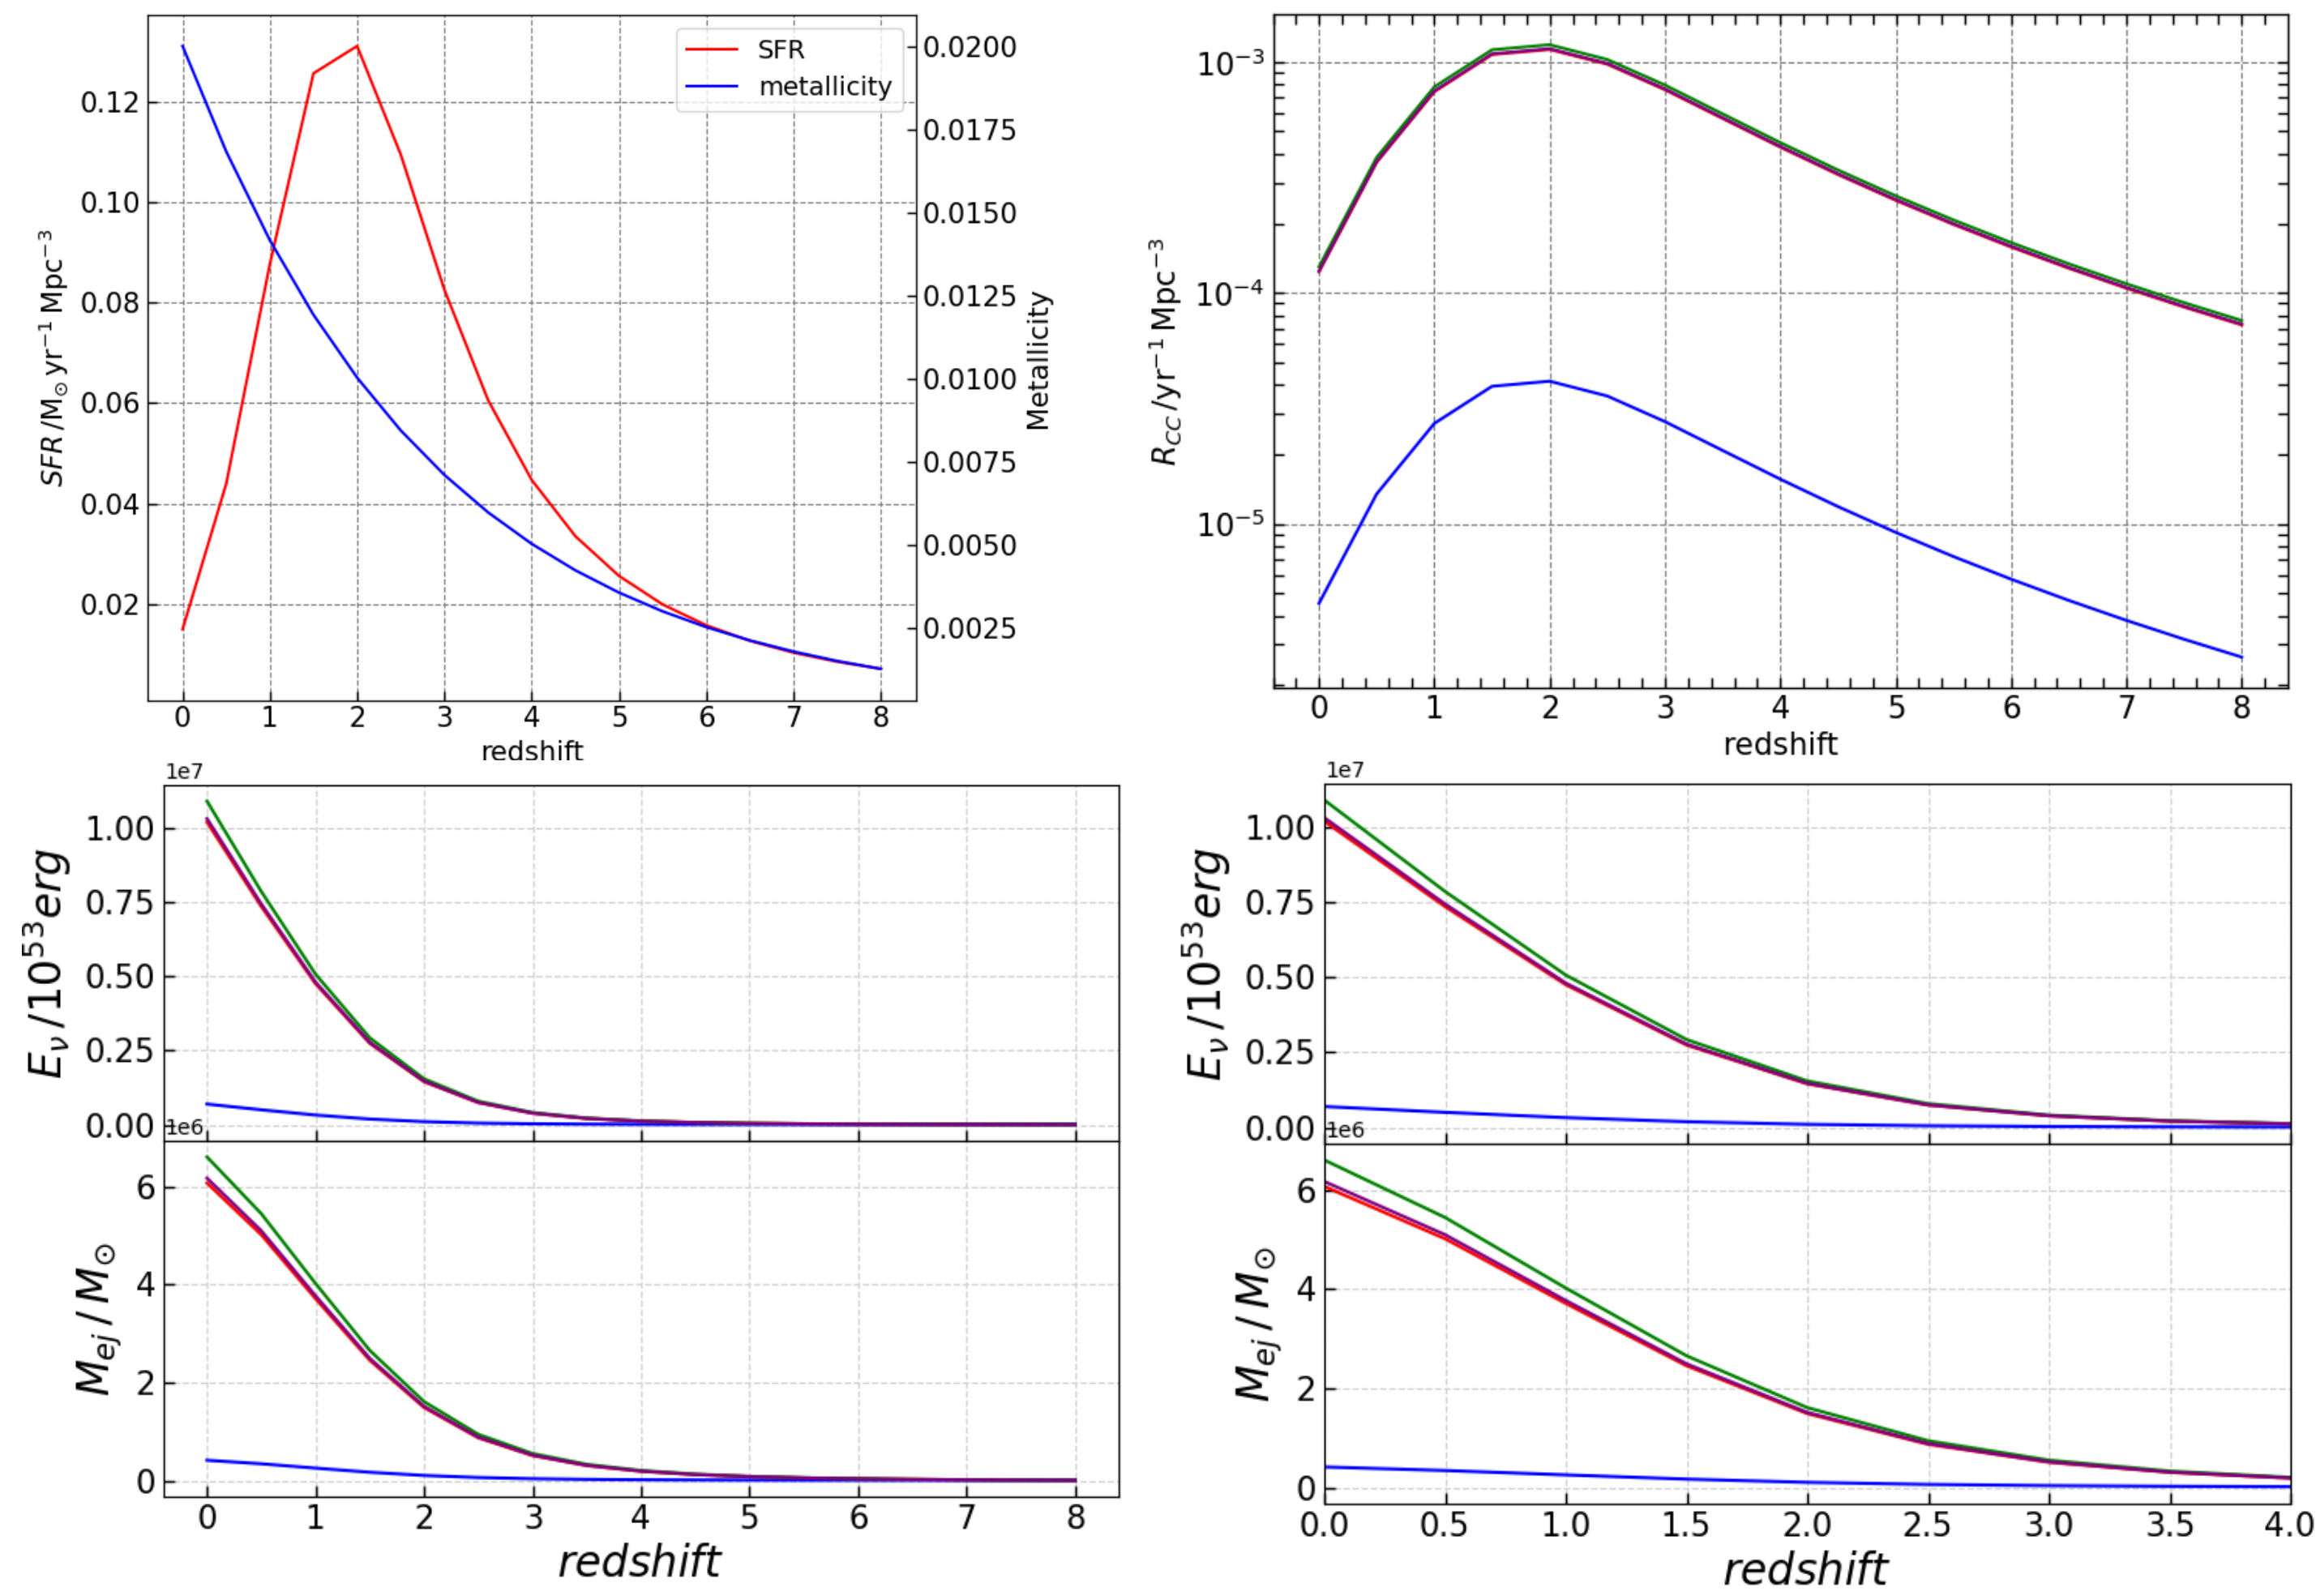 SFR
metallicity
SFR/M⊙ yr⁻¹ Mpc⁻³
0.12
0.10
0.08
0.06
0.04
0.02
0.0200
0.0175
0.0150
0.0125
0.0100
0.0075
0.0050
0.0025
Metallicity
0 1 2 3 4 5 6 7 8
redshift
R_CC/yr⁻¹ Mpc⁻³
10⁻³
10⁻⁴
10⁻⁵
0 1 2 3 4 5 6 7 8
redshift
1e7
E_ν/10⁵³erg
1.00
0.75
0.50
0.25
0.00
1e6
M_ej/M⊙
6
4
2
0
0 1 2 3 4 5 6 7 8
redshift
1e7
E_ν/10⁵³erg
1.00
0.75
0.50
0.25
0.00
1e6
M_ej/M⊙
6
4
2
0
0.0 0.5 1.0 1.5 2.0 2.5 3.0 3.5 4.0
redshift